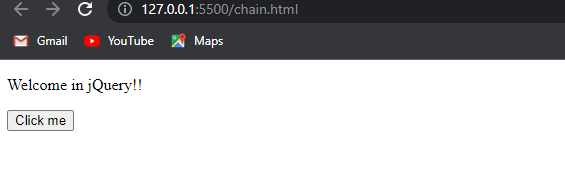 127.0.0.1:5500/chain.html
Gmail YouTube Maps
Welcome in jQuery!!
Click me